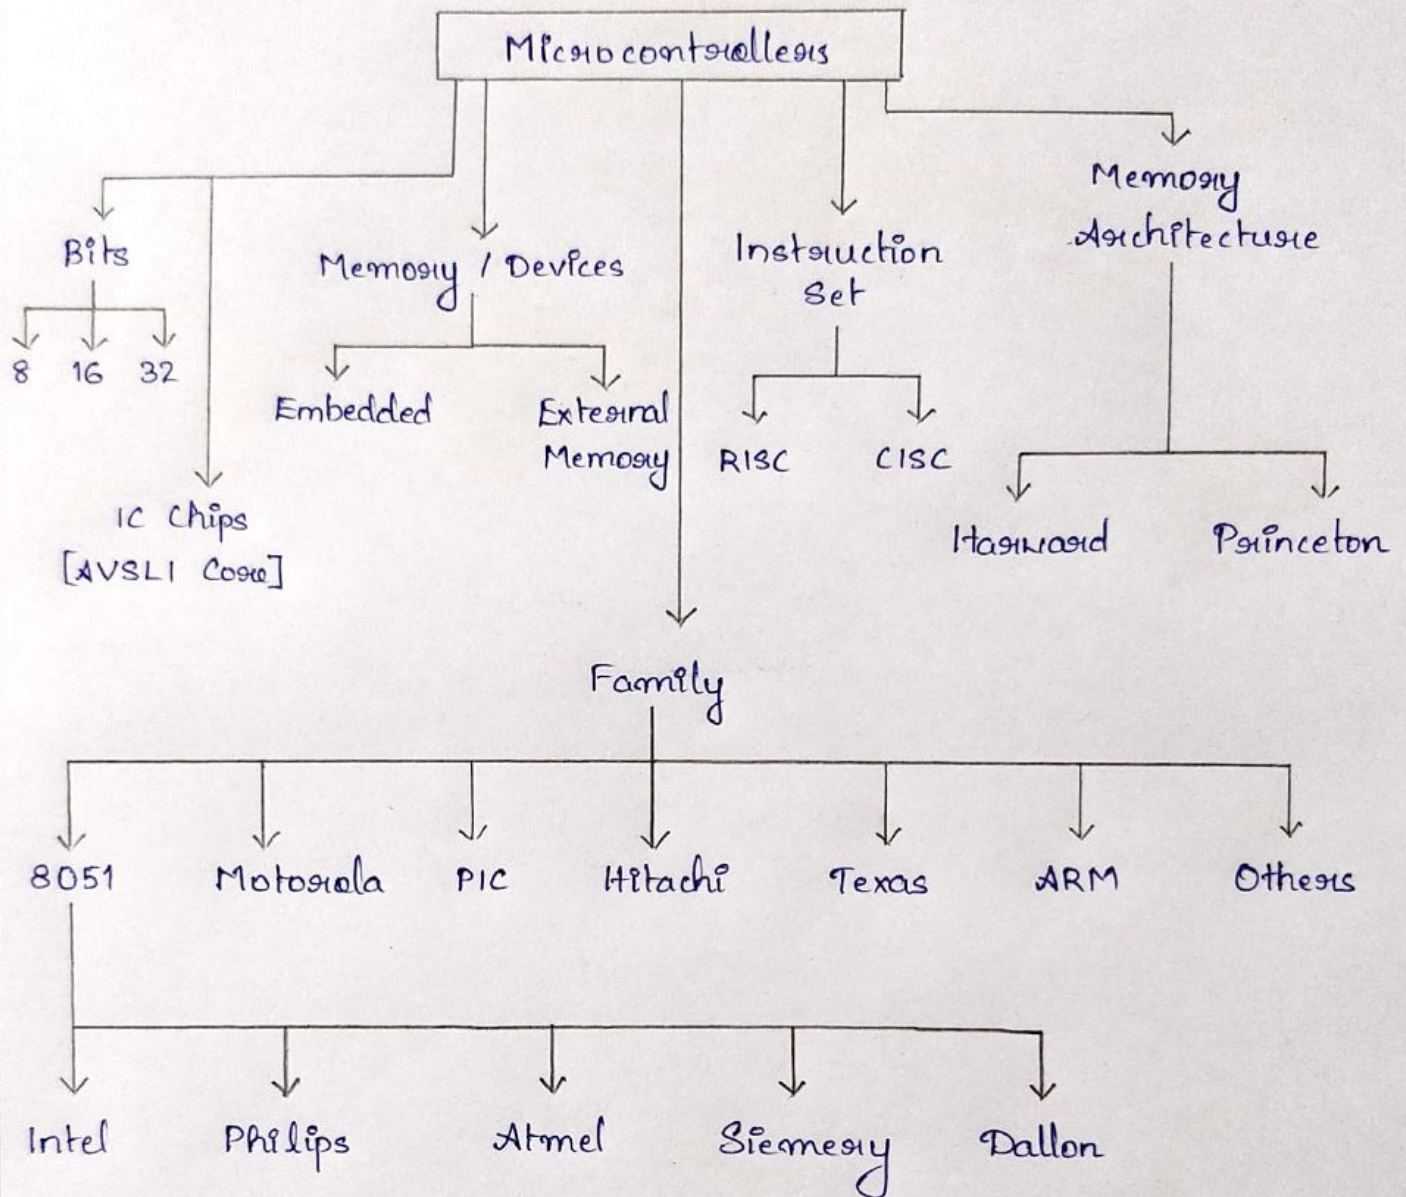 Microcontrollers
Memory
Architecture
Bits
Memory / Devices
Instruction
Set
8 16 32
Embedded
External
Memory
RISC
CISC
IC Chips
[AVSLI Core]
Harward
Princeton
Family
8051
Motorola
PIC
Hitachi
Texas
ARM
Others
Intel
Philips
Atmel
Siemery
Dallon